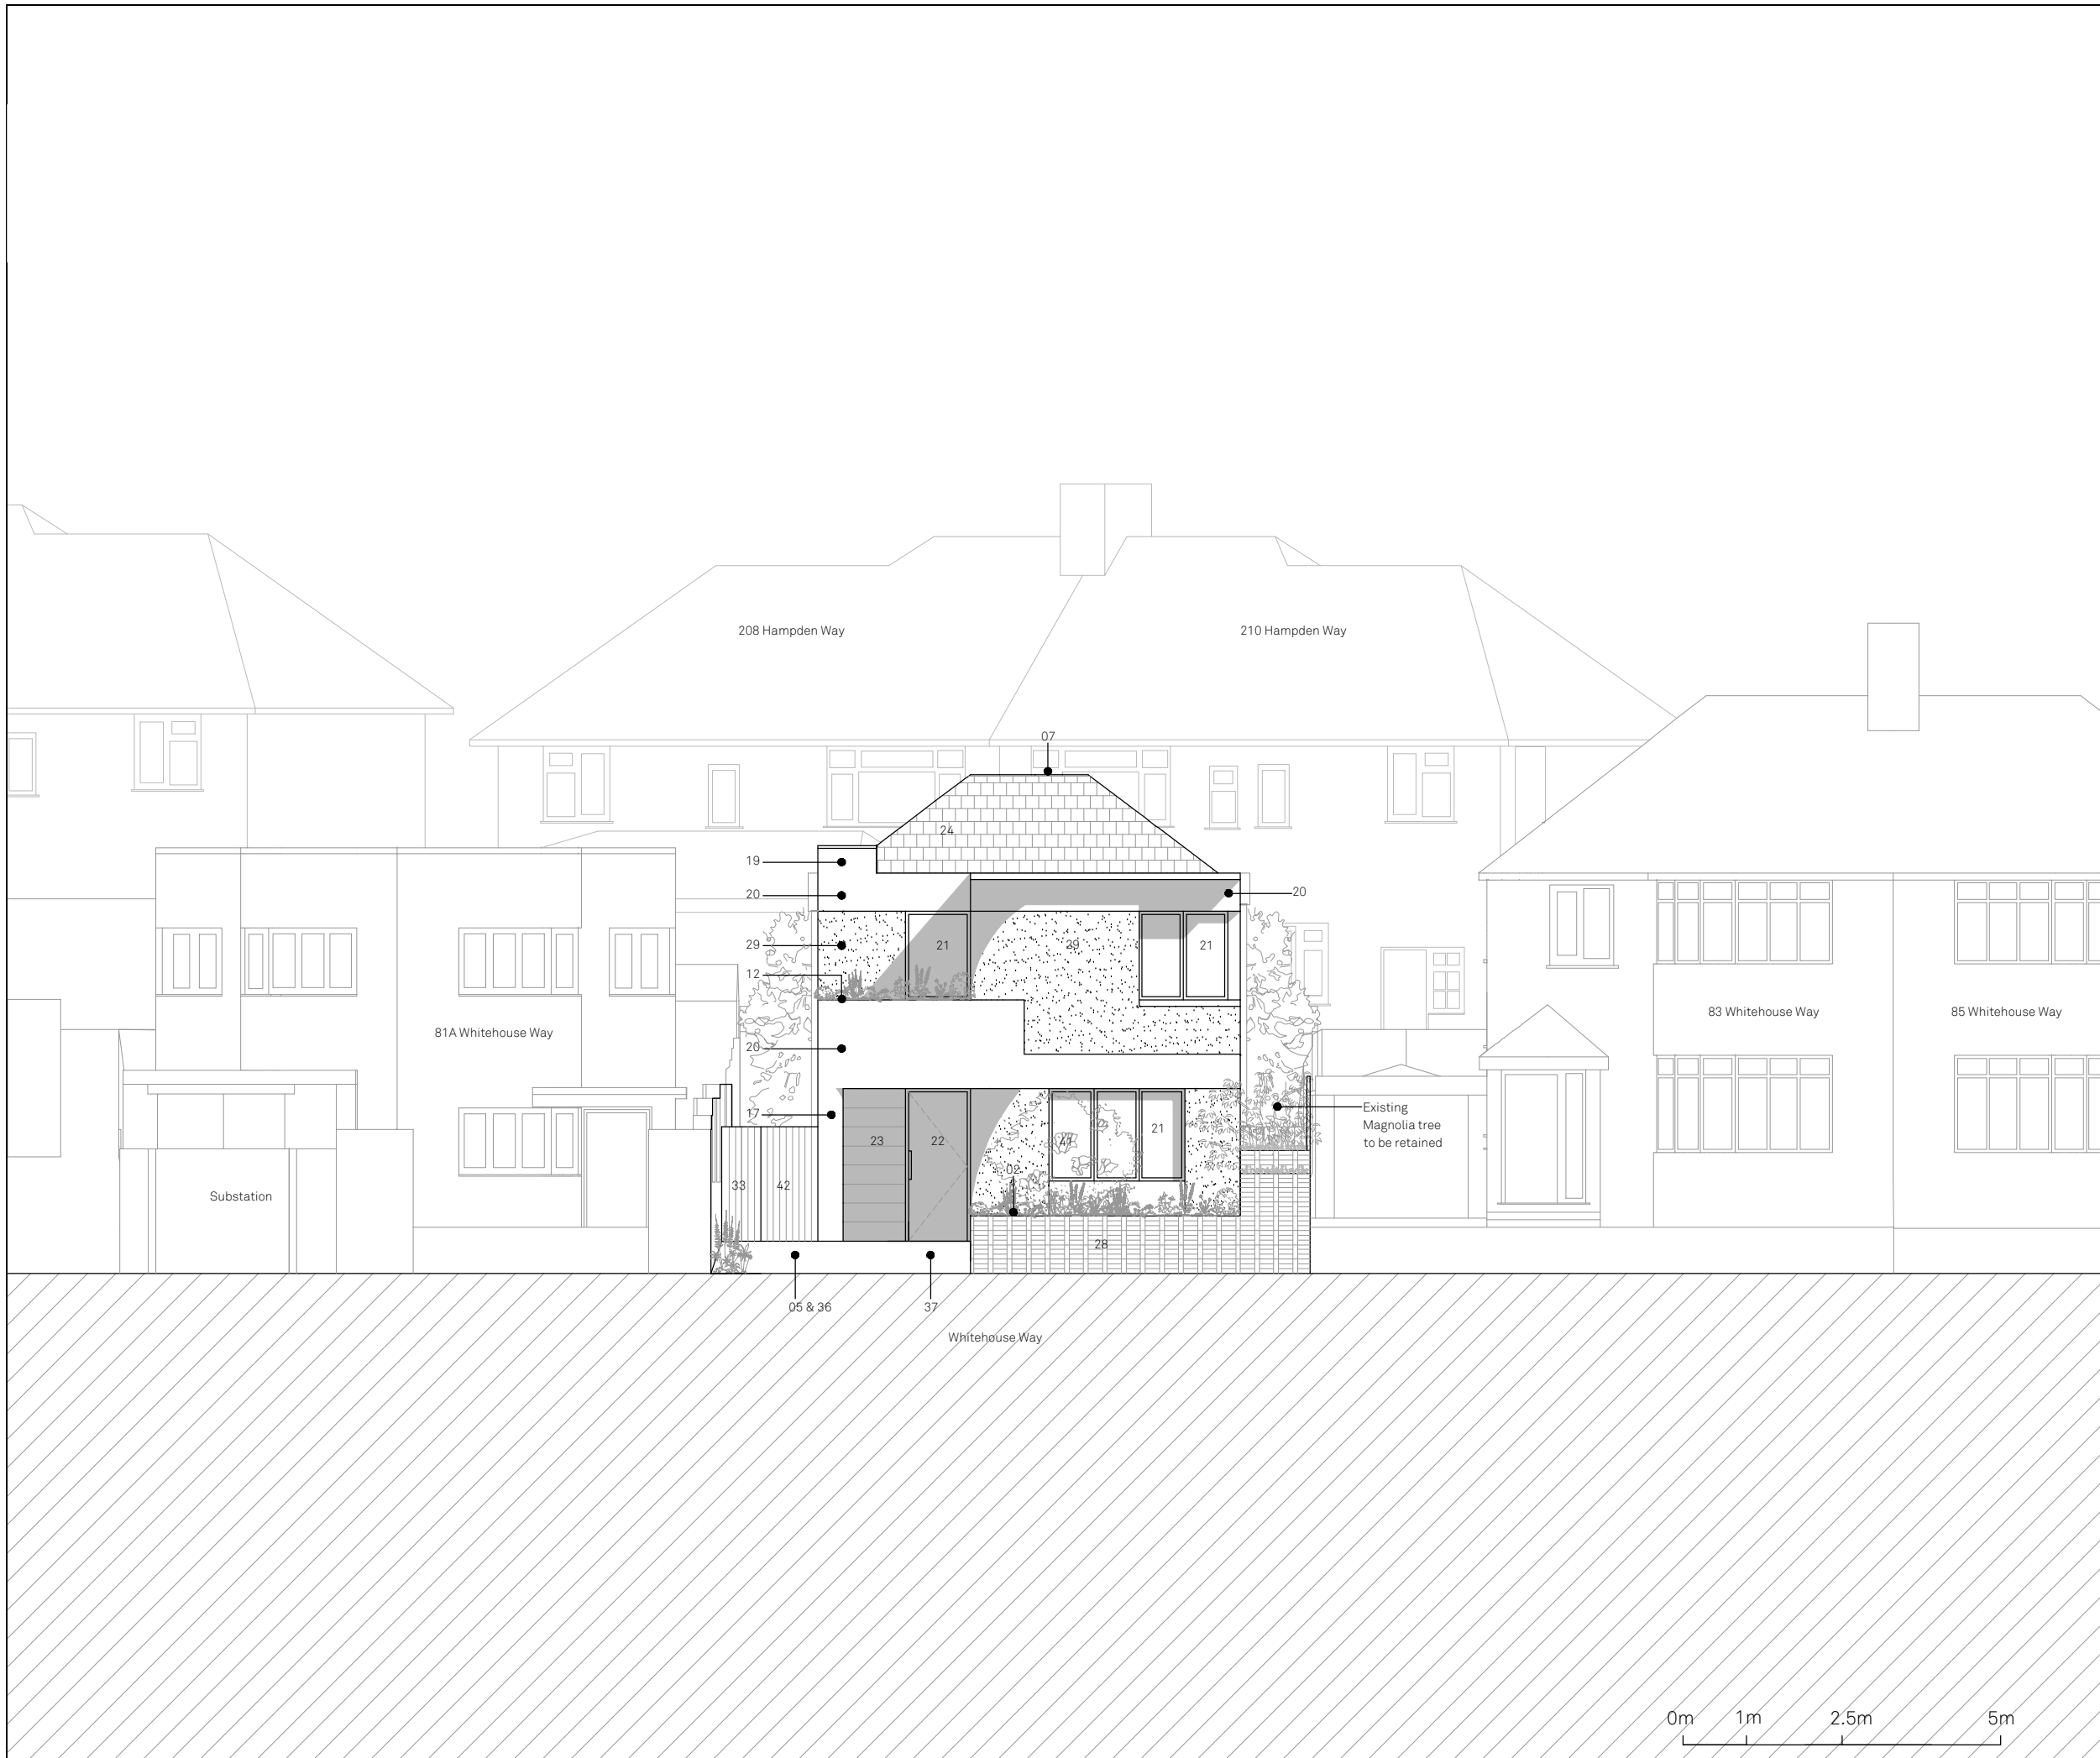 208 Hampden Way
210 Hampden Way
07
24
19
20
20
29
21
29
21
12
83 Whitehouse Way
85 Whitehouse Way
81A Whitehouse Way
20
17
Existing
Magnolia tree
to be retained
23
22
41
21
02
33
42
Substation
28
05 & 36
37
Whitehouse Way
0m
1m
2.5m
5m